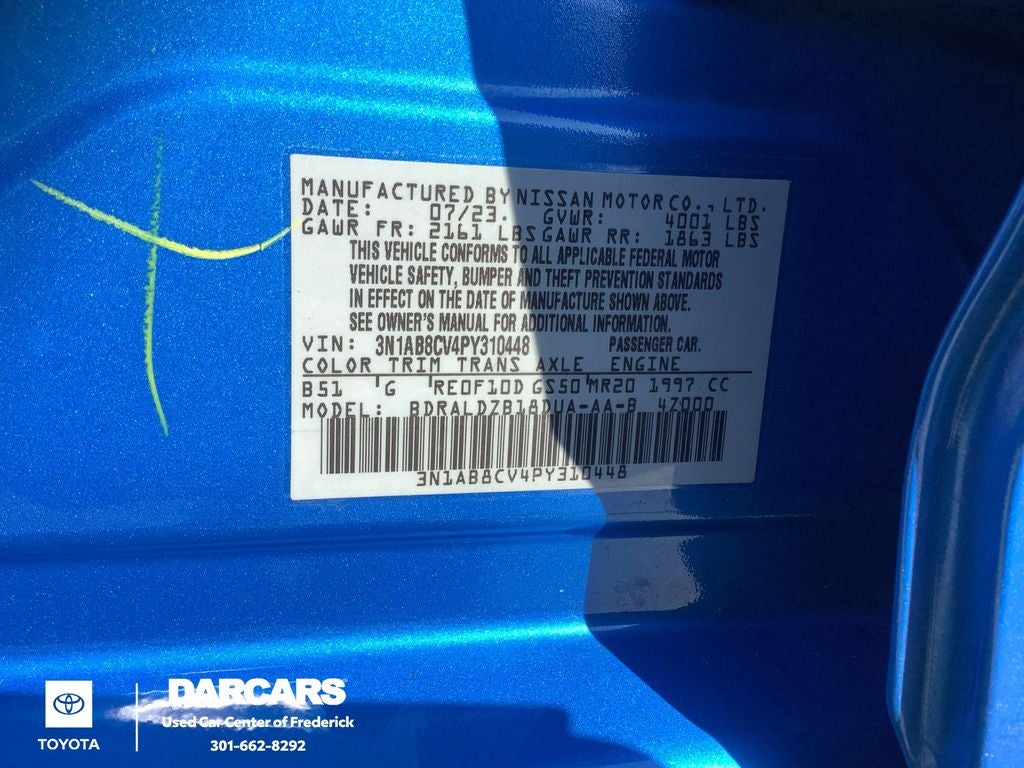 MANUFACTURED BY NISSAN MOTOR CO., LTD.
DATE: 07/23. GVWR: 4001 LBS
GAWR FR: 2161 LBS GAWR RR: 1863 LBS
THIS VEHICLE CONFORMS TO ALL APPLICABLE FEDERAL MOTOR
VEHICLE SAFETY, BUMPER AND THEFT PREVENTION STANDARDS
IN EFFECT ON THE DATE OF MANUFACTURE SHOWN ABOVE.
SEE OWNER'S MANUAL FOR ADDITIONAL INFORMATION.
VIN: 3N1AB8CV4PY310448 PASSENGER CAR.
COLOR TRIM TRANS AXLE ENGINE
B51 'G 'RE0F10D GS50'MR20 1997 CC
MODEL: BDRALDZB18DUA-AA-B 4Z000
3N1AB8CV4PY310448
TOYOTA
DARCARS
Used Car Center of Frederick
301-662-8292